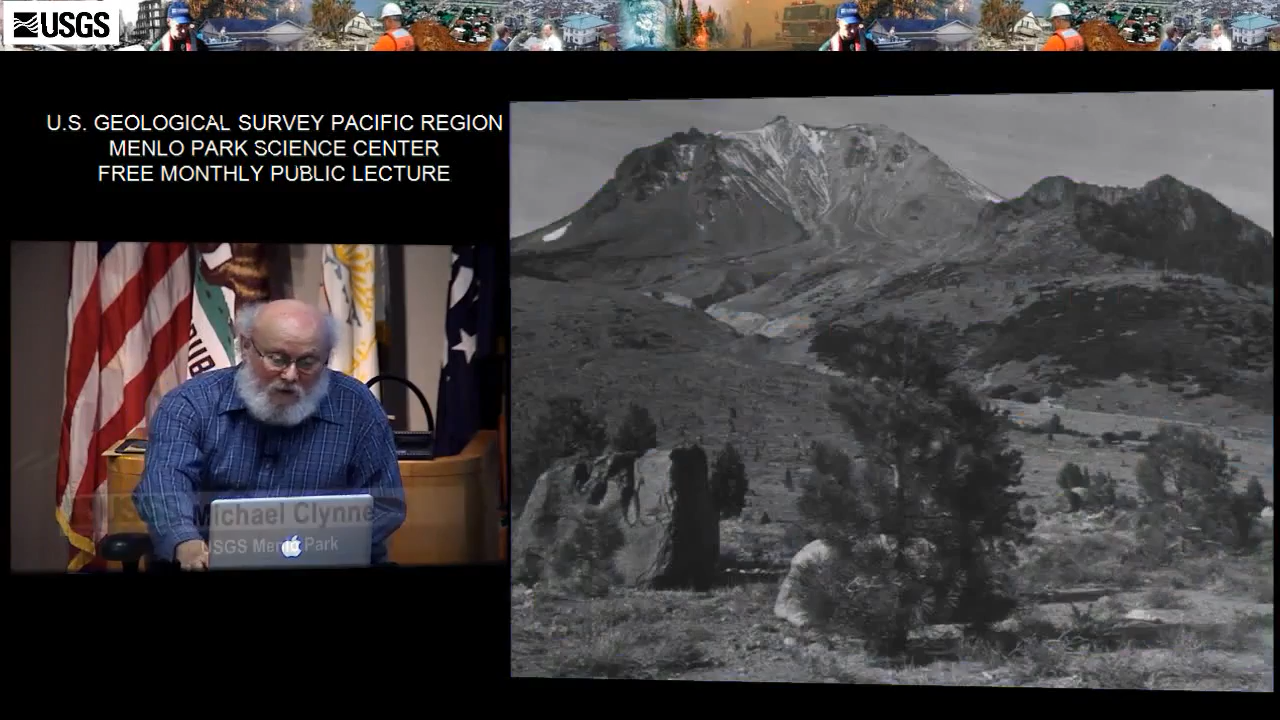 USGS
U.S. GEOLOGICAL SURVEY PACIFIC REGION
MENLO PARK SCIENCE CENTER
FREE MONTHLY PUBLIC LECTURE
Michael Clynne
USGS Menlo Park